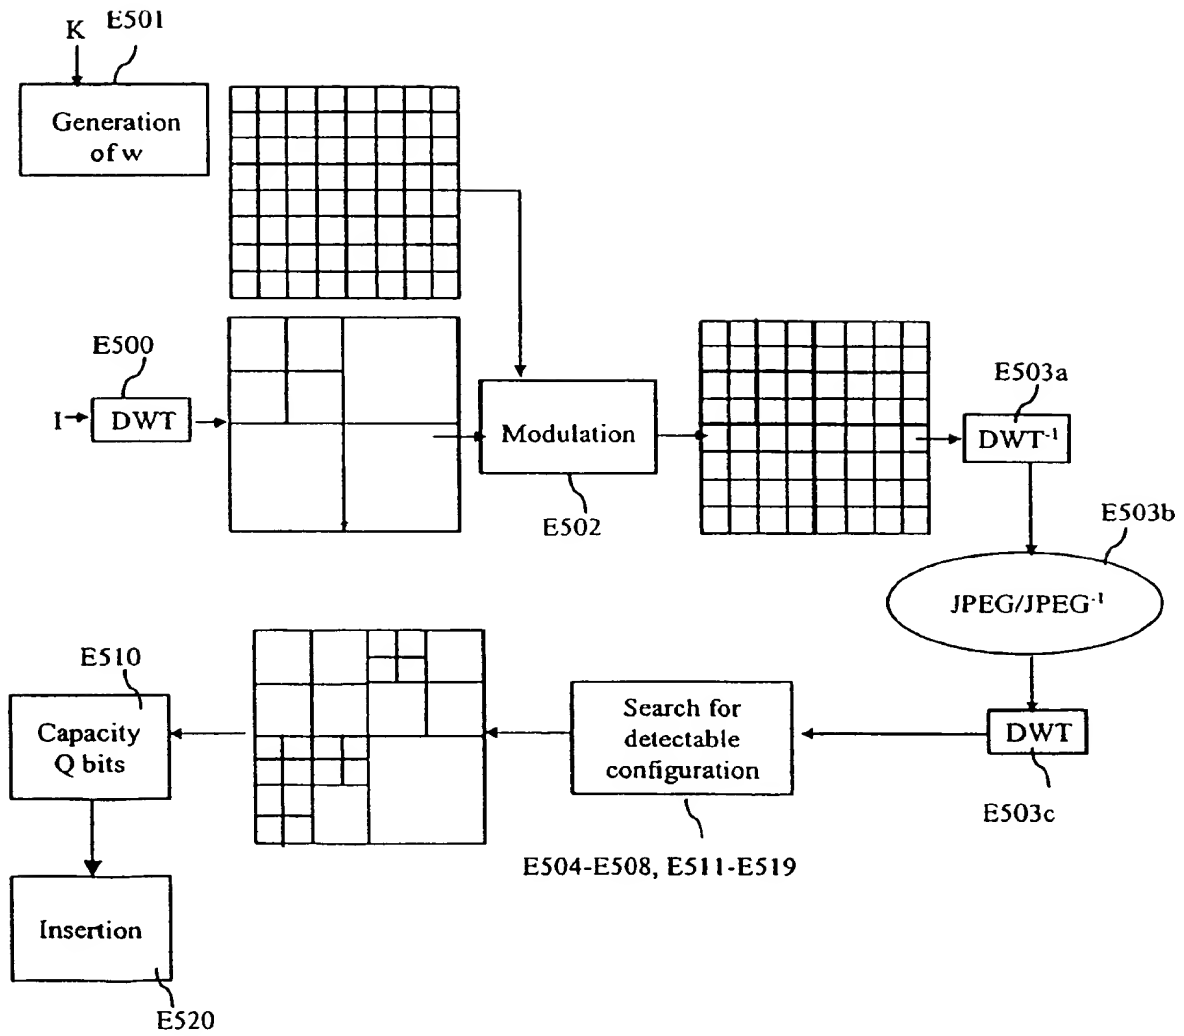 K
E501
Generation
of w
E500
I
DWT
Modulation
E502
E503a
DWT-1
E503b
JPEG/JPEG-1
DWT
E503c
Search for
detectable
configuration
E504-E508, E511-E519
E510
Capacity
Q bits
Insertion
E520